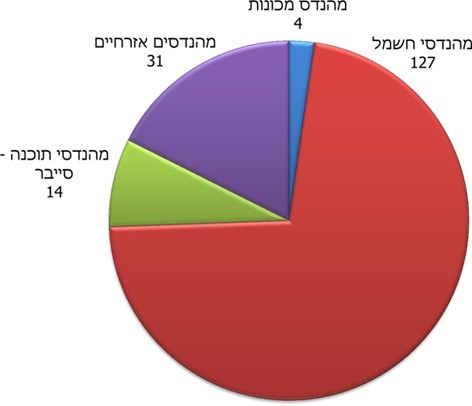 מהנדס מכונות
4
מהנדסי חשמל
127
מהנדסים אזרחיים
31
מהנדסי תוכנה -
סייבר
14